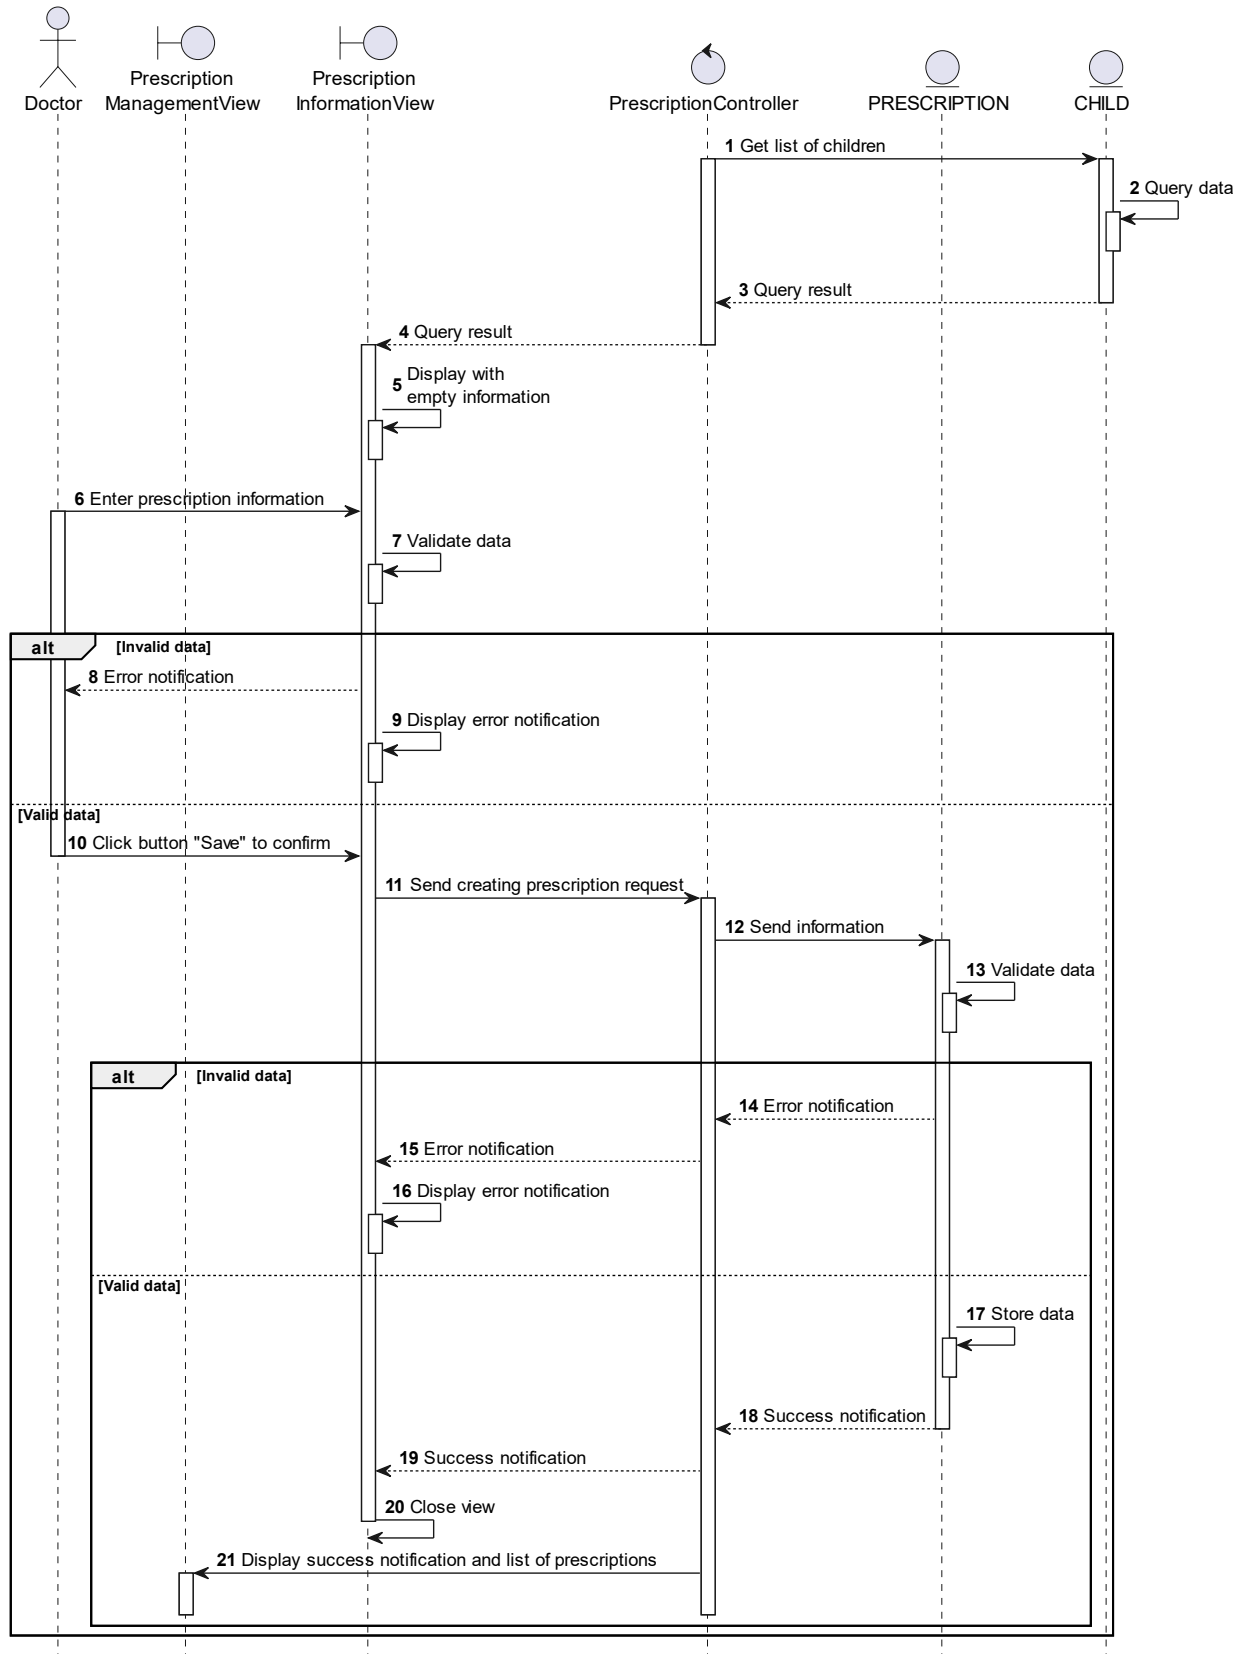 Doctor
Prescription
ManagementView
Prescription
InformationView
PrescriptionController
PRESCRIPTION
CHILD
1 Get list of children
2 Query data
3 Query result
4 Query result
5 Display with
empty information
6 Enter prescription information
7 Validate data
alt [Invalid data]
8 Error notification
9 Display error notification
[Valid data]
10 Click button "Save" to confirm
11 Send creating prescription request
12 Send information
13 Validate data
alt [Invalid data]
14 Error notification
15 Error notification
16 Display error notification
[Valid data]
17 Store data
18 Success notification
19 Success notification
20 Close view
21 Display success notification and list of prescriptions